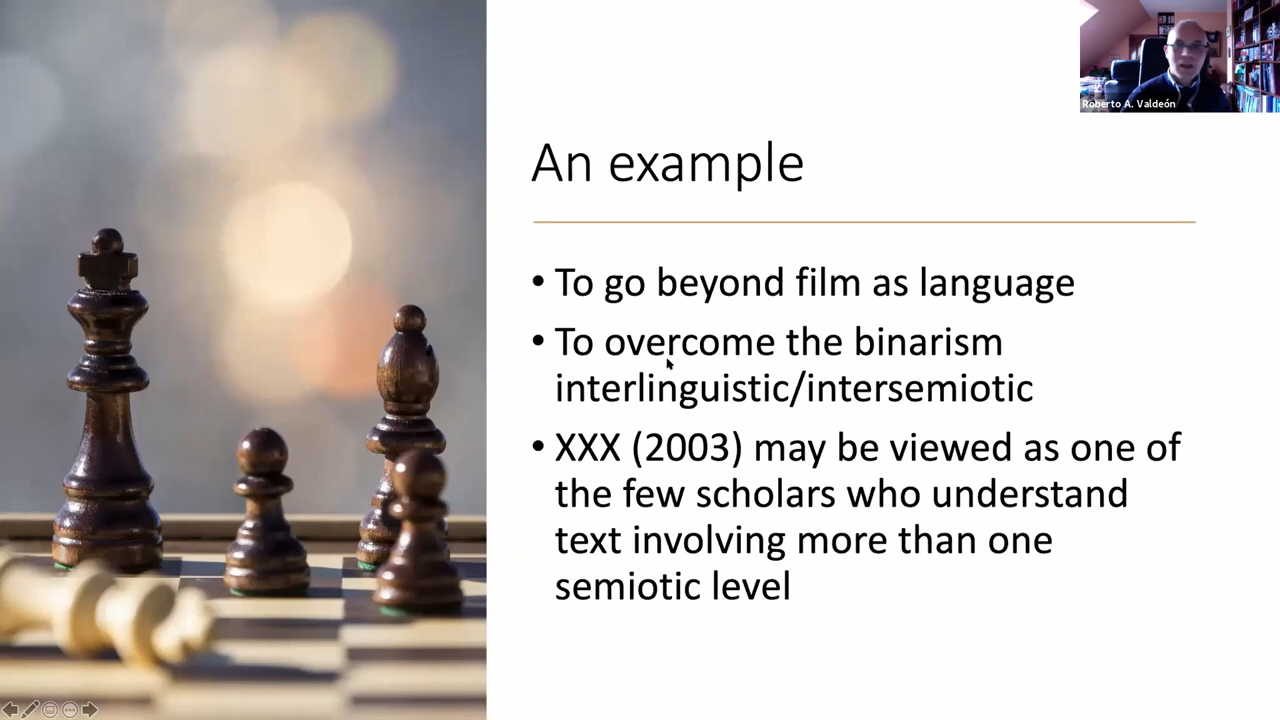 Roberto A. Valdeón
An example
• To go beyond film as language
• To overcome the binarism
interlinguistic/intersemiotic
• XXX (2003) may be viewed as one of
the few scholars who understand
text involving more than one
semiotic level